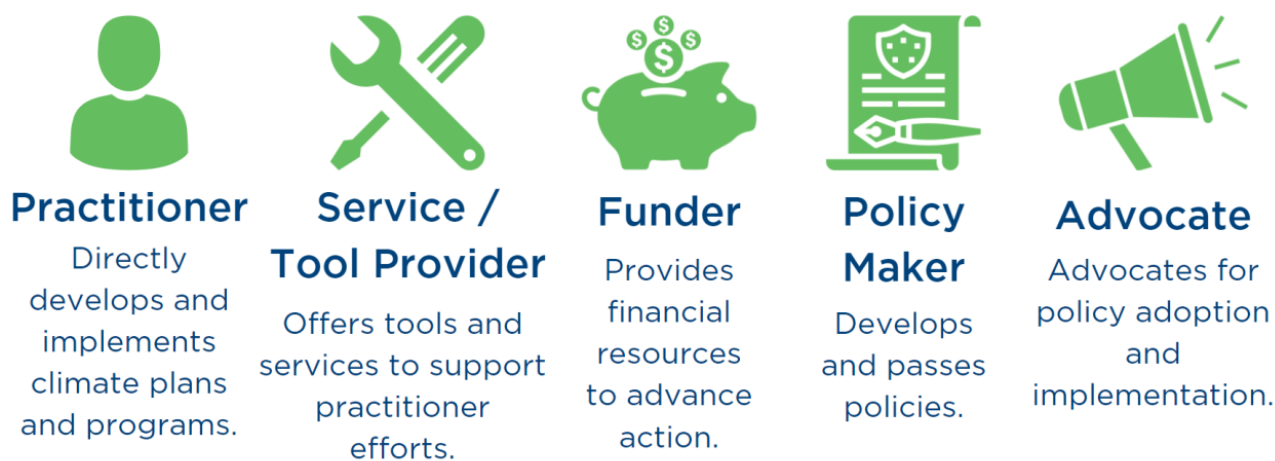 Practitioner
Directly
develops and
implements
climate plans
and programs.
Service /
Tool Provider
Offers tools and
services to support
practitioner
efforts.
$
$
$
$
Funder
Provides
financial
resources
to advance
action.
Policy
Maker
Develops
and passes
policies.
Advocate
Advocates for
policy adoption
and
implementation.